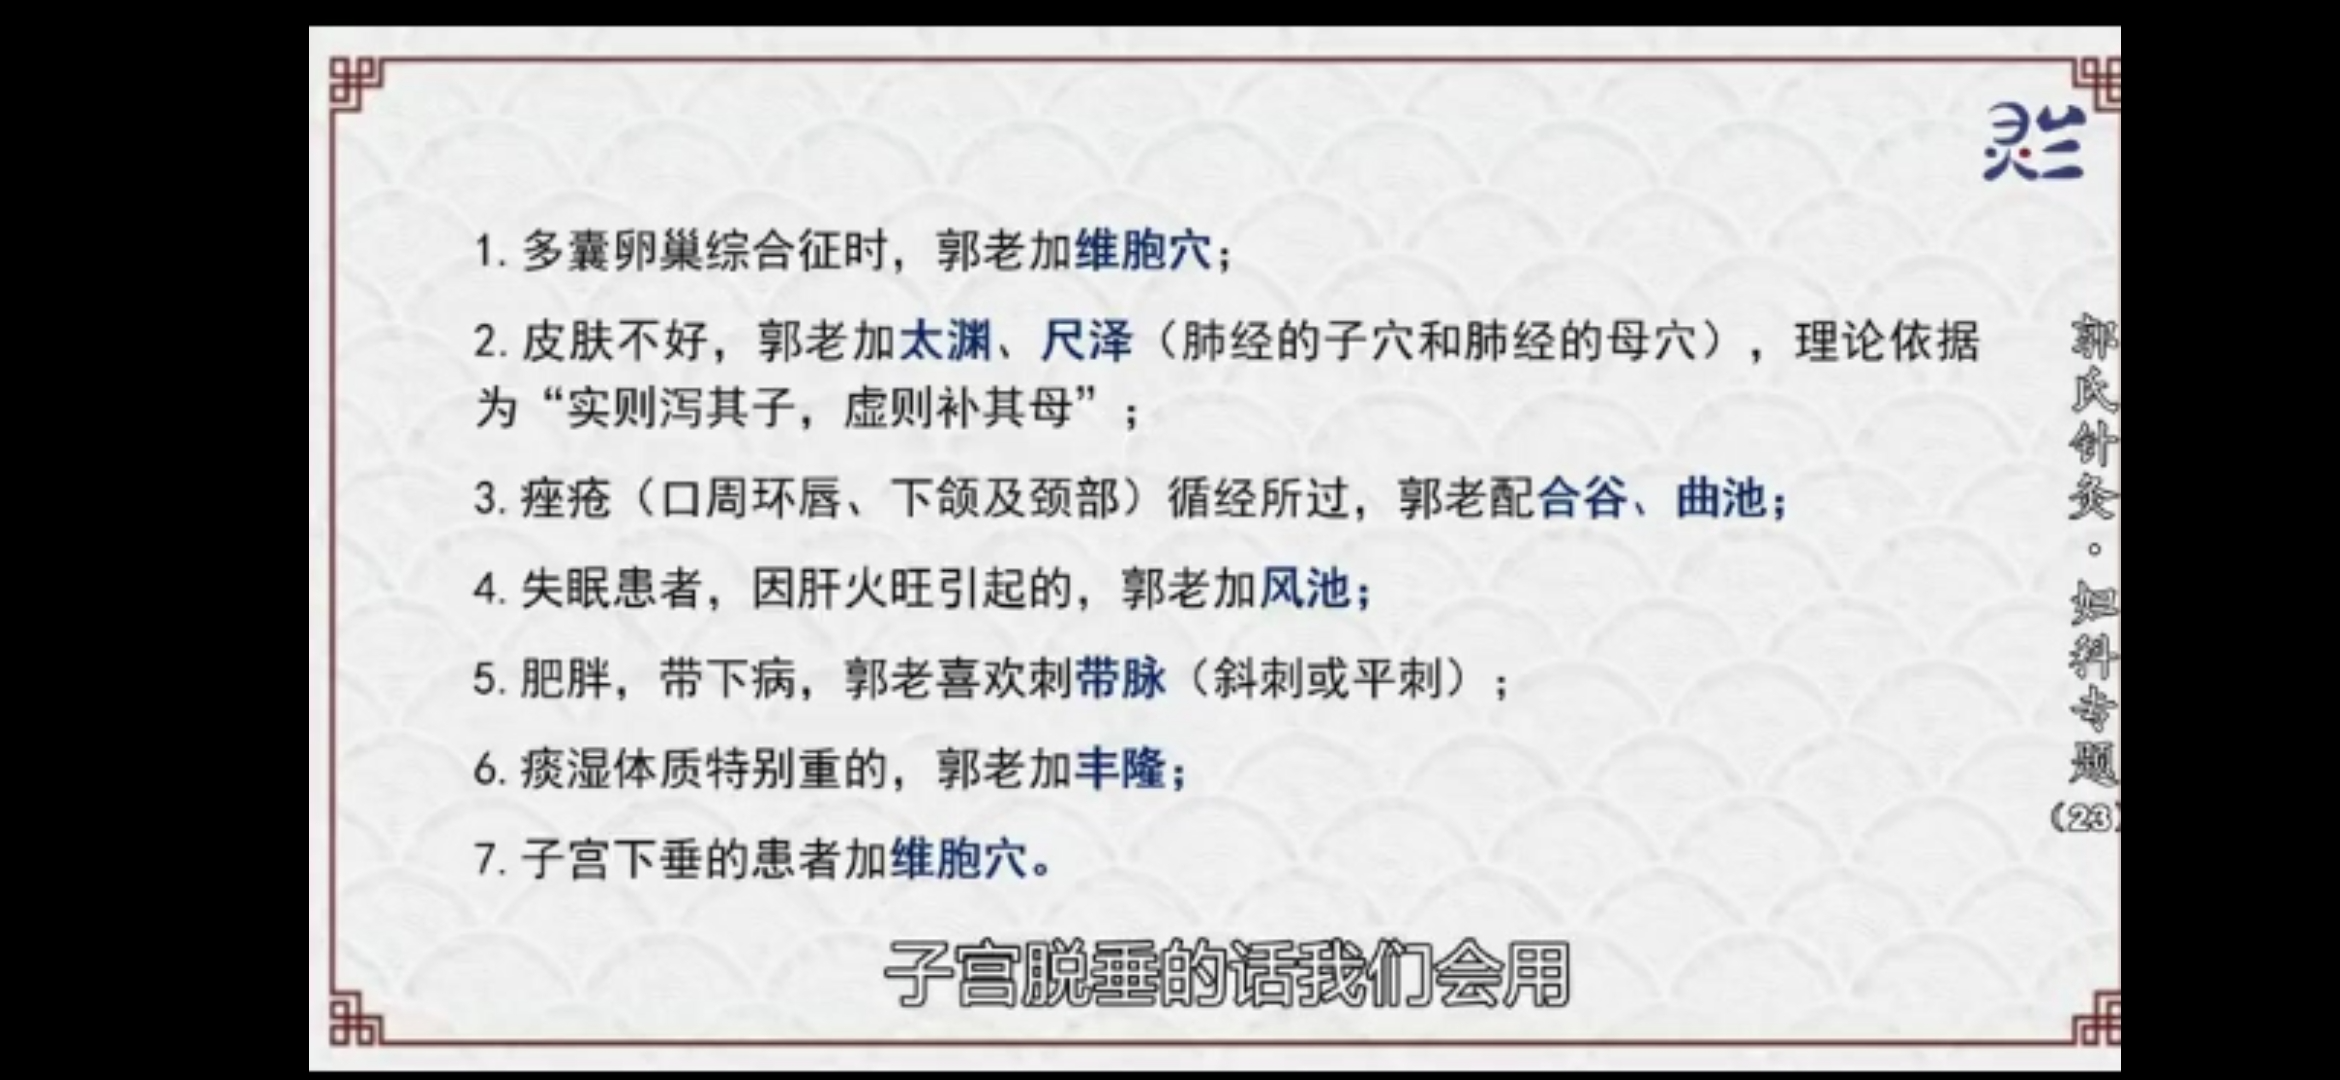 1. 多囊卵巢综合征时，郭老加维胞穴；
2. 皮肤不好，郭老加太渊、尺泽（肺经的子穴和肺经的母穴），理论依据
为“实则泻其子，虚则补其母”；
3. 痤疮（口周环唇、下颌及颈部）循经所过，郭老配合谷、曲池；
4. 失眠患者，因肝火旺引起的，郭老加风池；
5. 肥胖，带下病，郭老喜欢刺带脉（斜刺或平刺）；
6. 痰湿体质特别重的，郭老加丰隆；
7. 子宫下垂的患者加维胞穴。
子宫脱垂的话我们会用
郭氏针灸·妇科专题
（23）